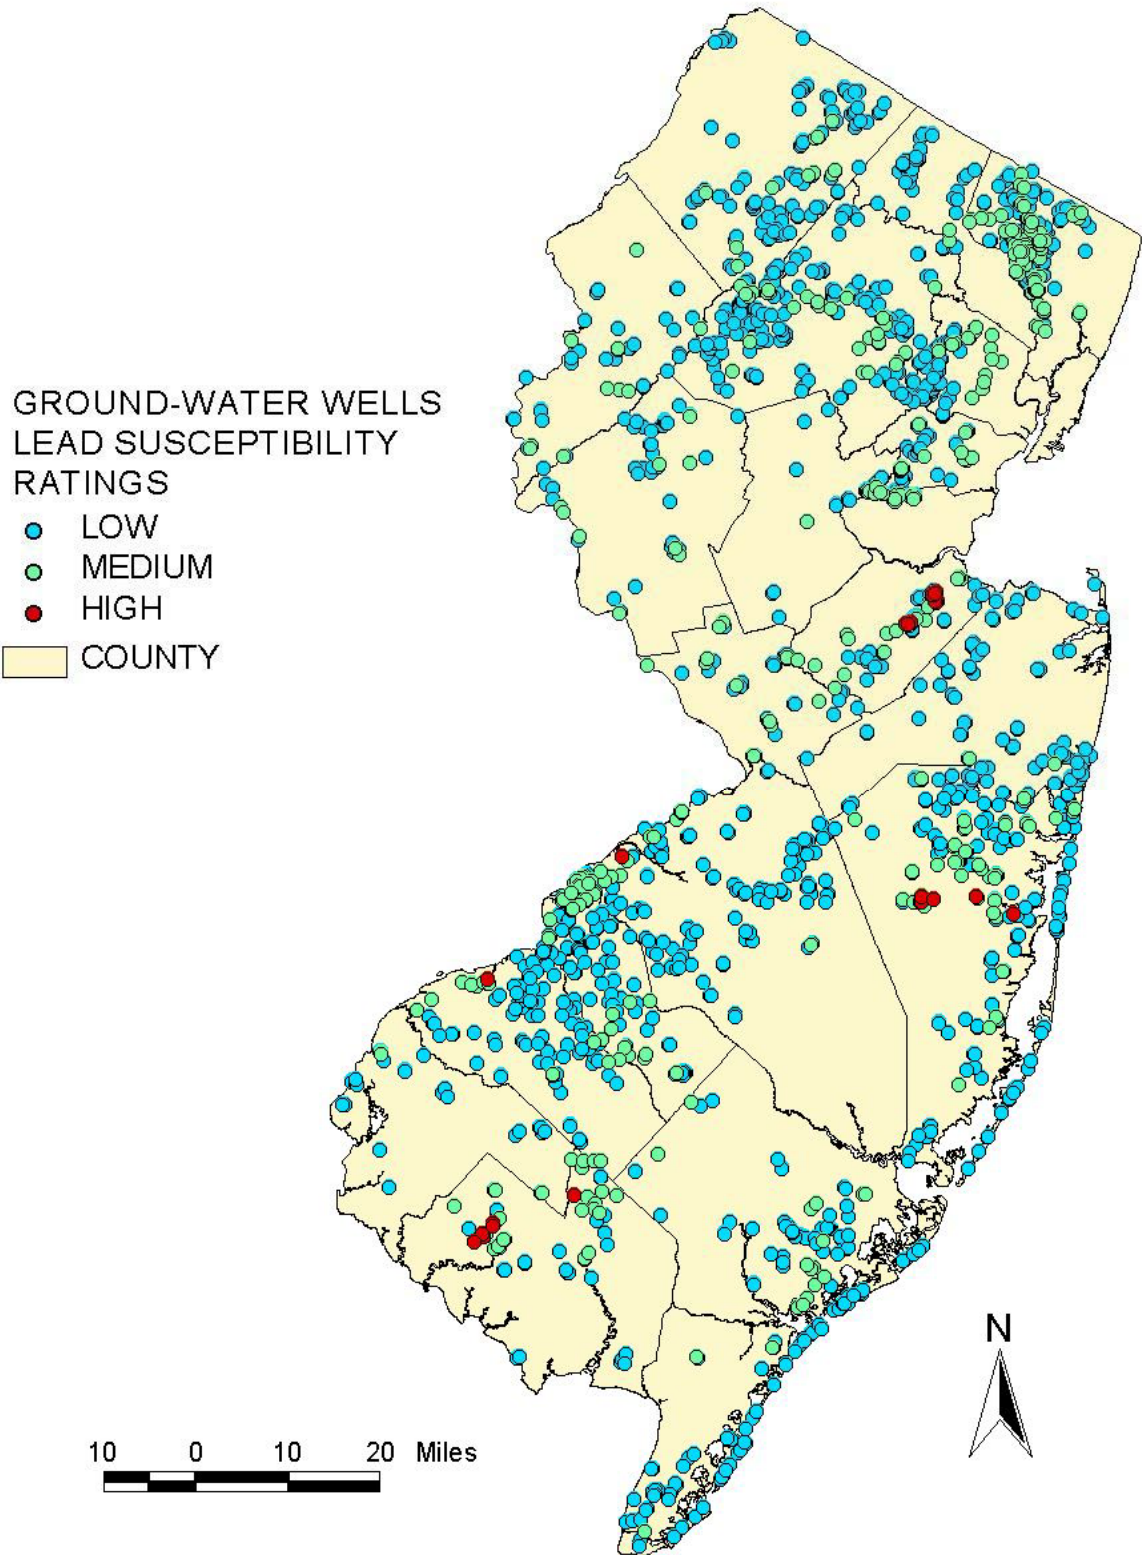 GROUND-WATER WELLS
LEAD SUSCEPTIBILITY
RATINGS
LOW
MEDIUM
HIGH
COUNTY
N
10 0 10 20 Miles